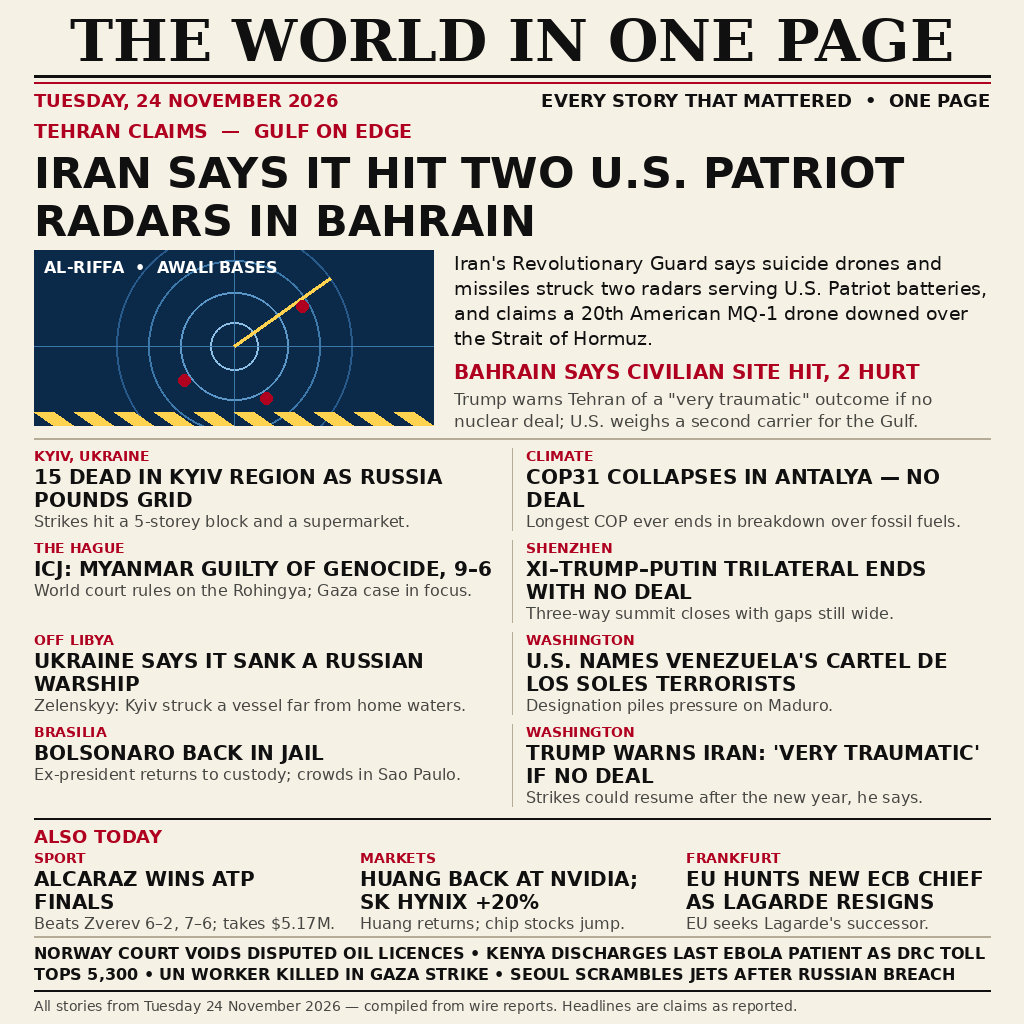 THE WORLD IN ONE PAGE
TUESDAY, 24 NOVEMBER 2026
EVERY STORY THAT MATTERED • ONE PAGE
TEHRAN CLAIMS — GULF ON EDGE
IRAN SAYS IT HIT TWO U.S. PATRIOT
RADARS IN BAHRAIN
AL-RIFFA • AWALI BASES
Iran's Revolutionary Guard says suicide drones and
missiles struck two radars serving U.S. Patriot batteries,
and claims a 20th American MQ-1 drone downed over
the Strait of Hormuz.
BAHRAIN SAYS CIVILIAN SITE HIT, 2 HURT
Trump warns Tehran of a "very traumatic" outcome if no
nuclear deal; U.S. weighs a second carrier for the Gulf.
KYIV, UKRAINE
15 DEAD IN KYIV REGION AS RUSSIA
POUNDS GRID
Strikes hit a 5-storey block and a supermarket.
CLIMATE
COP31 COLLAPSES IN ANTALYA — NO
DEAL
Longest COP ever ends in breakdown over fossil fuels.
THE HAGUE
ICJ: MYANMAR GUILTY OF GENOCIDE, 9–6
World court rules on the Rohingya; Gaza case in focus.
SHENZHEN
XI–TRUMP–PUTIN TRILATERAL ENDS
WITH NO DEAL
Three-way summit closes with gaps still wide.
OFF LIBYA
UKRAINE SAYS IT SANK A RUSSIAN
WARSHIP
Zelenskyy: Kyiv struck a vessel far from home waters.
WASHINGTON
U.S. NAMES VENEZUELA'S CARTEL DE
LOS SOLES TERRORISTS
Designation piles pressure on Maduro.
BRASILIA
BOLSONARO BACK IN JAIL
Ex-president returns to custody; crowds in Sao Paulo.
WASHINGTON
TRUMP WARNS IRAN: 'VERY TRAUMATIC'
IF NO DEAL
Strikes could resume after the new year, he says.
ALSO TODAY
SPORT
ALCARAZ WINS ATP
FINALS
Beats Zverev 6–2, 7–6; takes $5.17M.
MARKETS
HUANG BACK AT NVIDIA;
SK HYNIX +20%
Huang returns; chip stocks jump.
FRANKFURT
EU HUNTS NEW ECB CHIEF
AS LAGARDE RESIGNS
EU seeks Lagarde's successor.
NORWAY COURT VOIDS DISPUTED OIL LICENCES • KENYA DISCHARGES LAST EBOLA PATIENT AS DRC TOLL
TOPS 5,300 • UN WORKER KILLED IN GAZA STRIKE • SEOUL SCRAMBLES JETS AFTER RUSSIAN BREACH
All stories from Tuesday 24 November 2026 — compiled from wire reports. Headlines are claims as reported.